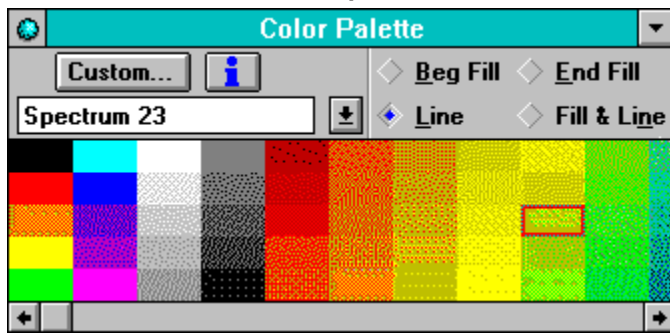 Color Palette
Custom... i
Beg Fill End Fill
Spectrum 23
Line Fill & Line